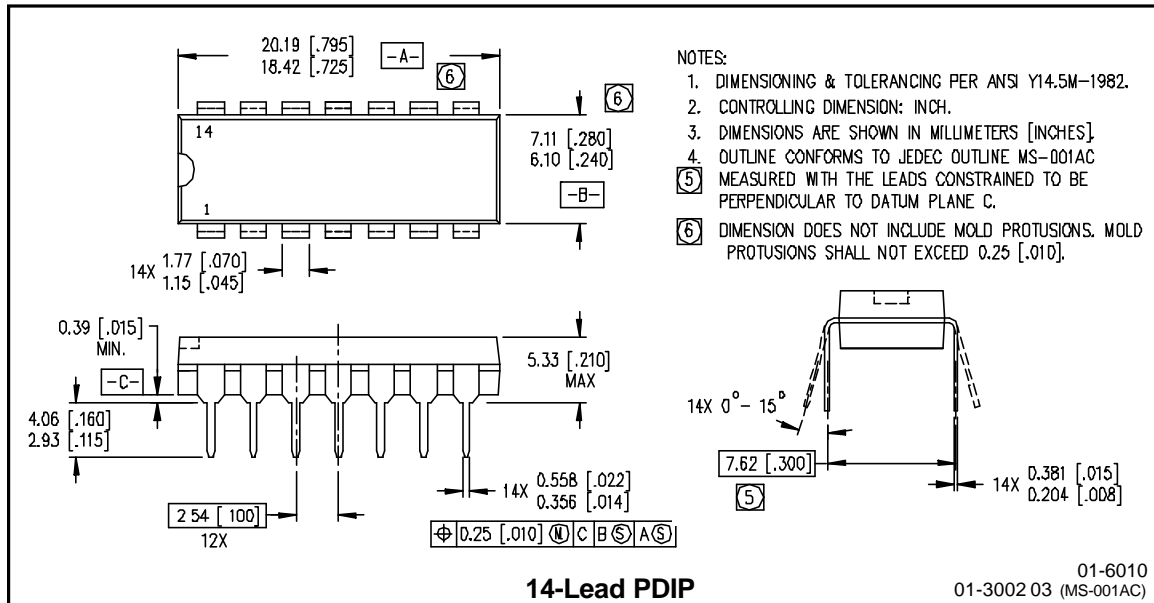 20.19 [.795]
18.42 [.725]
-A-
6
6
14
1
7.11 [.280]
6.10 [.240]
-B-
14X 1.77 [.070]
1.15 [.045]
NOTES:
1. DIMENSIONING & TOLERANCING PER ANSI Y14.5M-1982.
2. CONTROLLING DIMENSION: INCH.
3. DIMENSIONS ARE SHOWN IN MILLIMETERS [INCHES].
4. OUTLINE CONFORMS TO JEDEC OUTLINE MS-001AC
5 MEASURED WITH THE LEADS CONSTRAINED TO BE
PERPENDICULAR TO DATUM PLANE C.
6 DIMENSION DOES NOT INCLUDE MOLD PROTUSIONS. MOLD
PROTUSIONS SHALL NOT EXCEED 0.25 [.010].
0.39 [.015]
MIN.
-C-
4.06 [.160]
2.93 [.115]
5.33 [.210]
MAX
2.54 [.100]
12X
14X 0.558 [.022]
0.356 [.014]
⌖ 0.25 [.010] Ⓜ C B Ⓢ A Ⓢ
14X 0°- 15°
7.62 [.300]
5
14X 0.381 [.015]
0.204 [.008]
14-Lead PDIP
01-6010
01-3002 03 (MS-001AC)